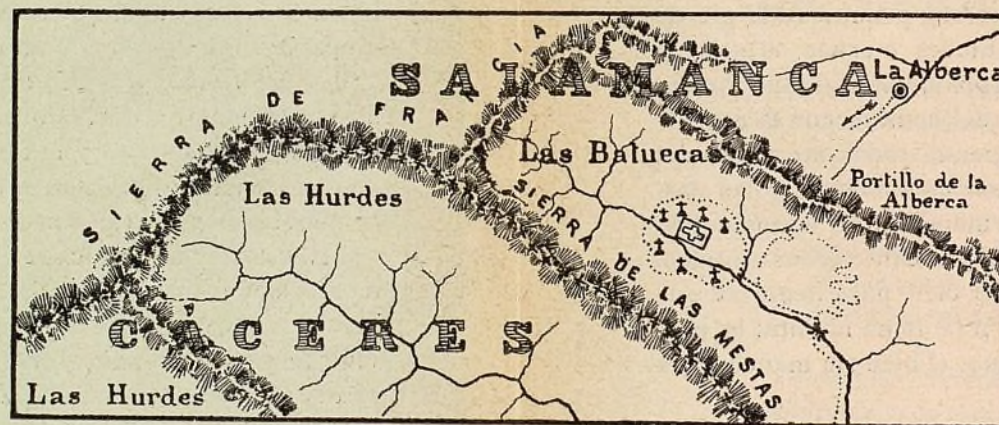 SIERRA DE FRANCIA
SALAMANCA
La Alberca
Las Batuecas
Las Hurdes
Portillo de la
Alberca
SIERRA DE LAS MESTAS
CACERES
Las Hurdes